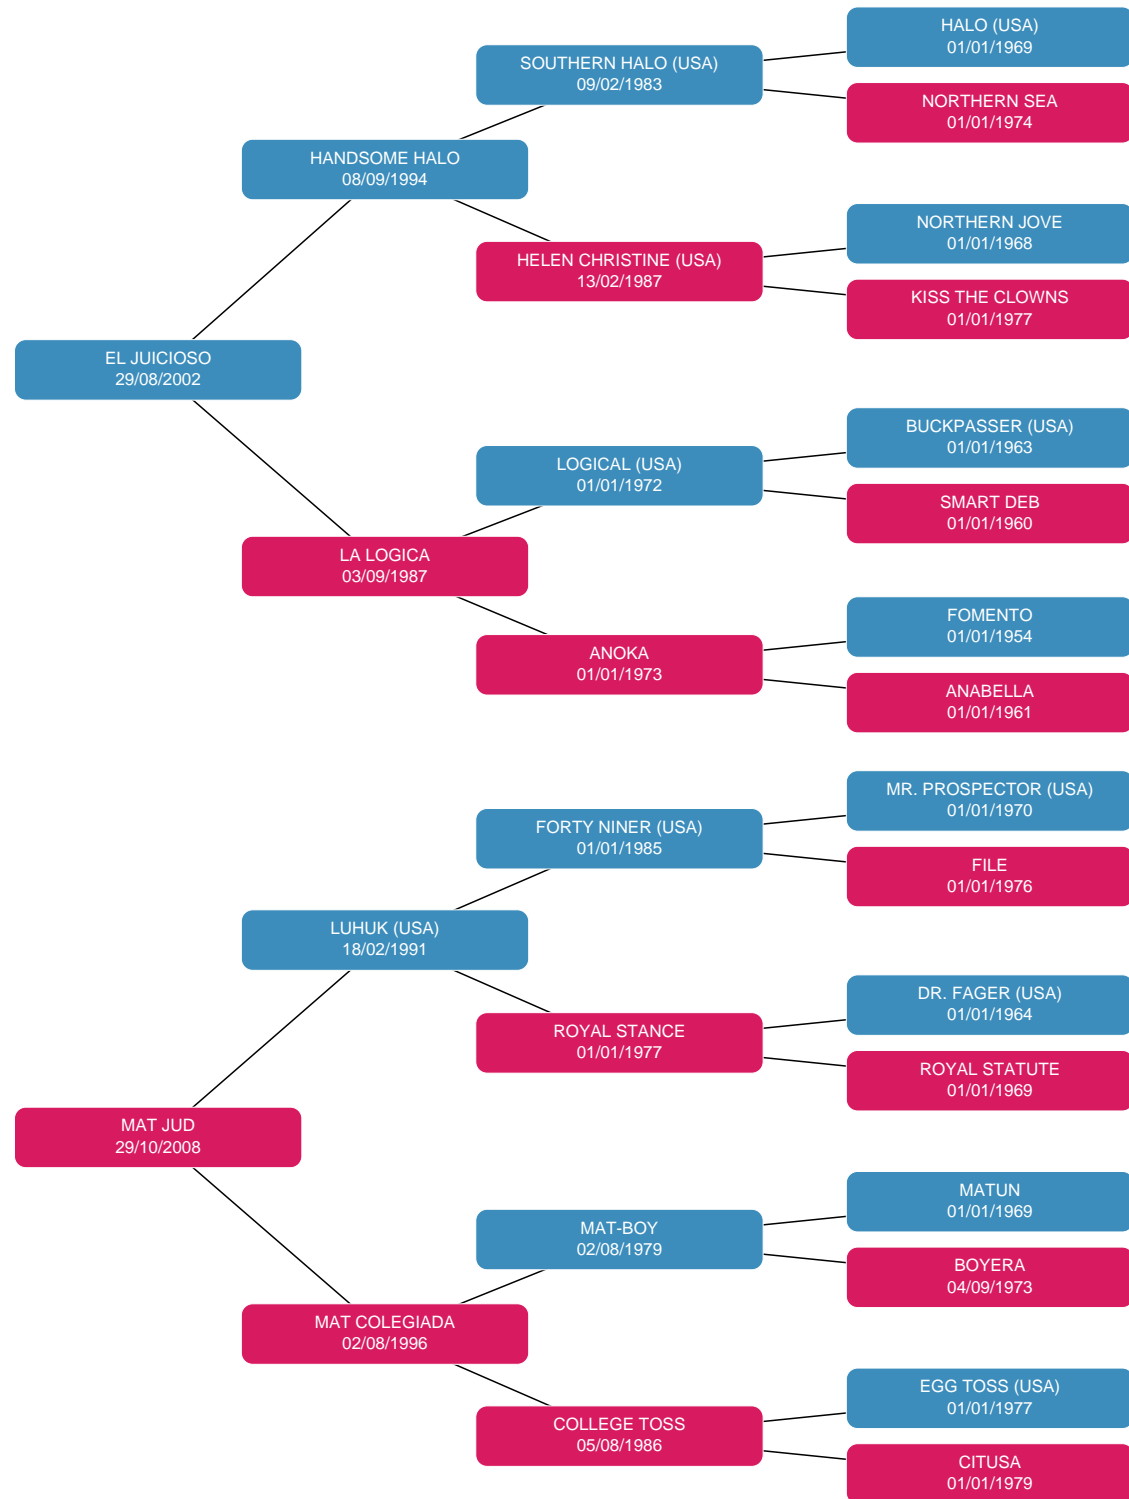 HALO (USA)
01/01/1969
SOUTHERN HALO (USA)
09/02/1983
NORTHERN SEA
01/01/1974
HANDSOME HALO
08/09/1994
NORTHERN JOVE
01/01/1968
HELEN CHRISTINE (USA)
13/02/1987
KISS THE CLOWNS
01/01/1977
EL JUICIOSO
29/08/2002
BUCKPASSER (USA)
01/01/1963
LOGICAL (USA)
01/01/1972
SMART DEB
01/01/1960
LA LOGICA
03/09/1987
FOMENTO
01/01/1954
ANOKA
01/01/1973
ANABELLA
01/01/1961
MR. PROSPECTOR (USA)
01/01/1970
FORTY NINER (USA)
01/01/1985
FILE
01/01/1976
LUHUK (USA)
18/02/1991
DR. FAGER (USA)
01/01/1964
ROYAL STANCE
01/01/1977
ROYAL STATUTE
01/01/1969
MAT JUD
29/10/2008
MATUN
01/01/1969
MAT-BOY
02/08/1979
BOYERA
04/09/1973
MAT COLEGIADA
02/08/1996
EGG TOSS (USA)
01/01/1977
COLLEGE TOSS
05/08/1986
CITUSA
01/01/1979